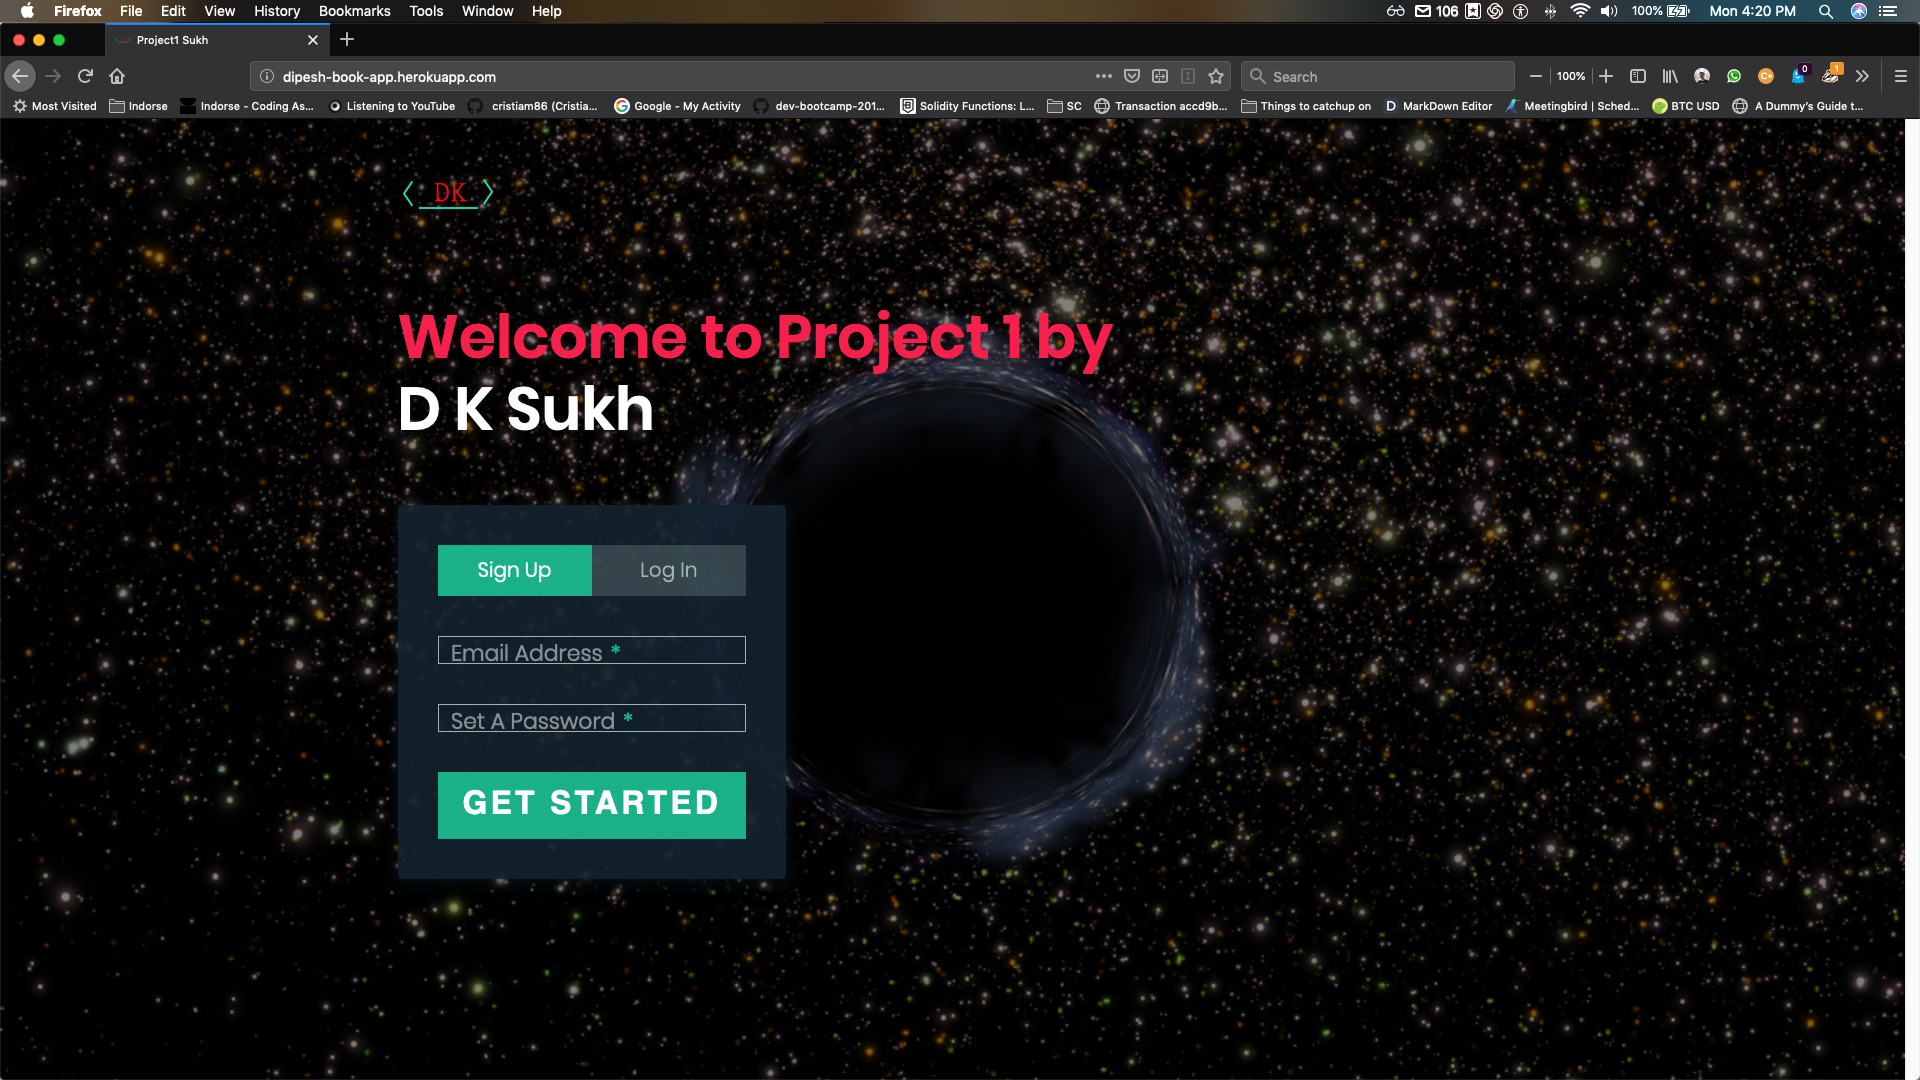 Firefox File Edit View History Bookmarks Tools Window Help 106 100% Mon 4:20 PM
Project1 Sukh
dipesh-book-app.herokuapp.com Search 100% 0 1
Most Visited Indorse Indorse - Coding As... Listening to YouTube cristiam86 (Cristia... Google - My Activity dev-bootcamp-201... Solidity Functions: L... SC Transaction accd9b... Things to catchup on MarkDown Editor Meetingbird | Sched... BTC USD A Dummy's Guide t...
DK
Welcome to Project 1 by
D K Sukh
Sign Up Log In
Email Address *
Set A Password *
GET STARTED